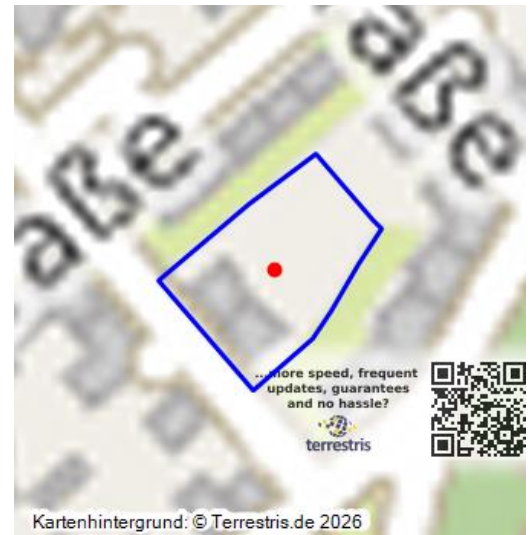 aße
aße
...more speed, frequent
updates, guarantees
and no hassle?
terrestris
Kartenhintergrund: © Terrestris.de 2026